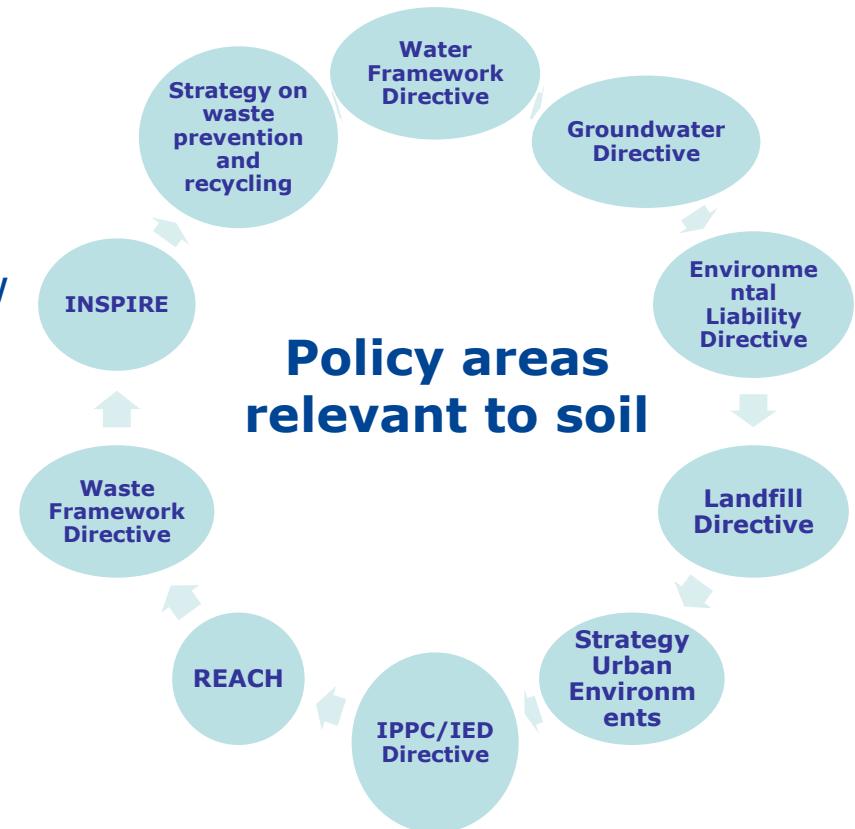 Water
Framework
Directive
Strategy on
waste
prevention
and
recycling
Groundwater
Directive
Environme
ntal
Liability
Directive
INSPIRE
/
Policy areas
relevant to soil
Waste
Framework
Directive
Landfill
Directive
Strategy
Urban
Environm
ents
REACH
IPPC/IED
Directive